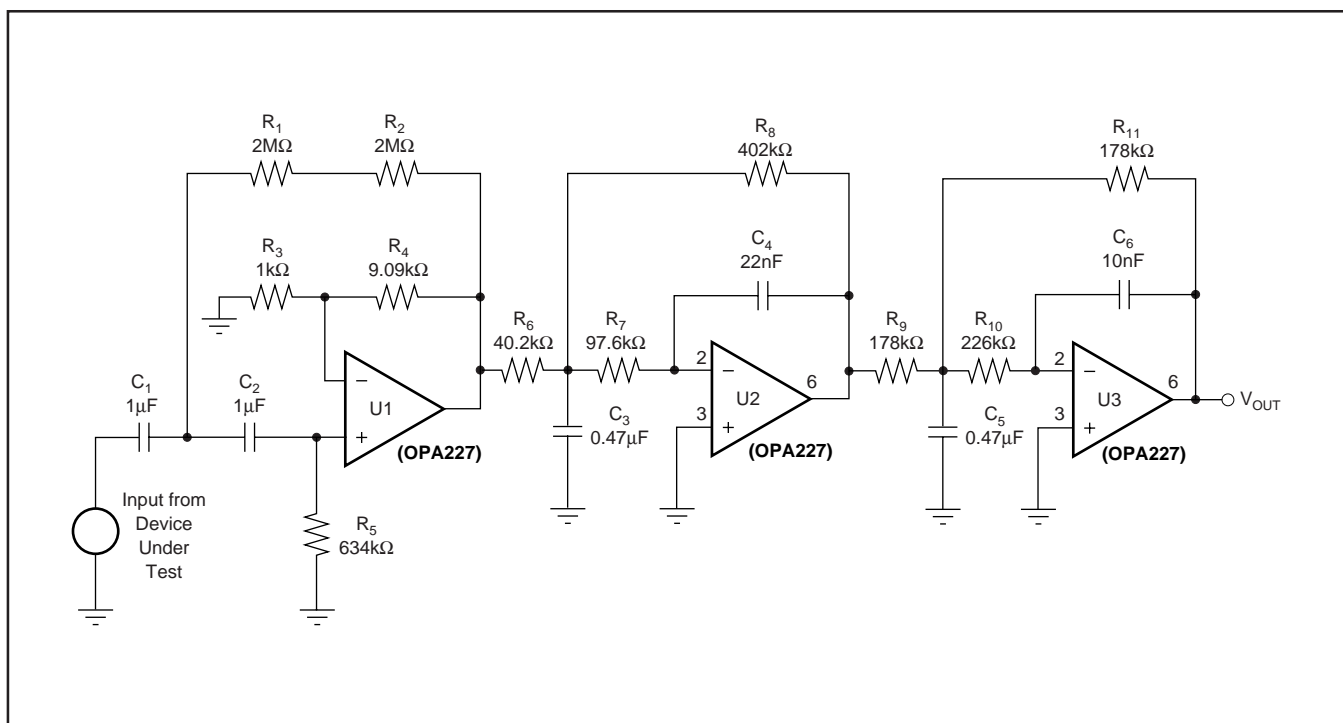 R1
2MΩ
R2
2MΩ
R8
402kΩ
R11
178kΩ
R3
1kΩ
R4
9.09kΩ
C4
22nF
C6
10nF
R6
40.2kΩ
R7
97.6kΩ
R9
178kΩ
R10
226kΩ
C1
1µF
C2
1µF
−
+
U1
(OPA227)
2
−
3
+
6
U2
(OPA227)
C3
0.47µF
2
−
3
+
6
U3
(OPA227)
C5
0.47µF
VOUT
Input from
Device
Under
Test
R5
634kΩ